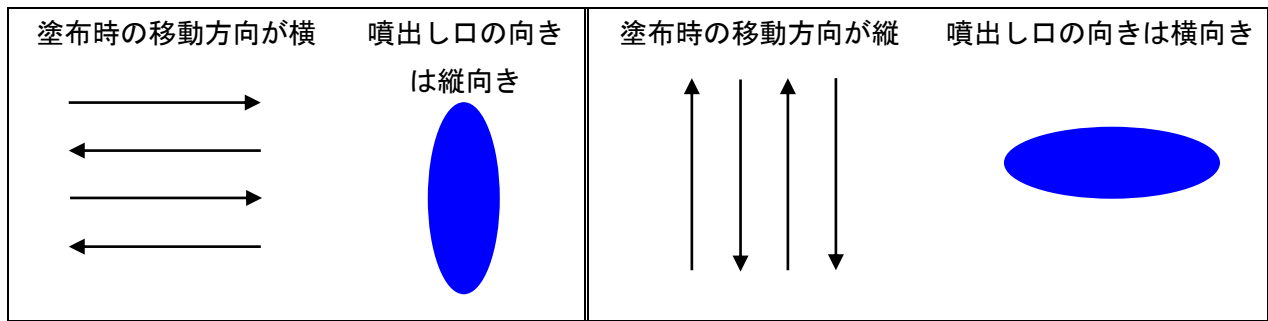 塗布時の移動方向が横
噴出し口の向き
は縦向き
塗布時の移動方向が縦
噴出し口の向きは横向き